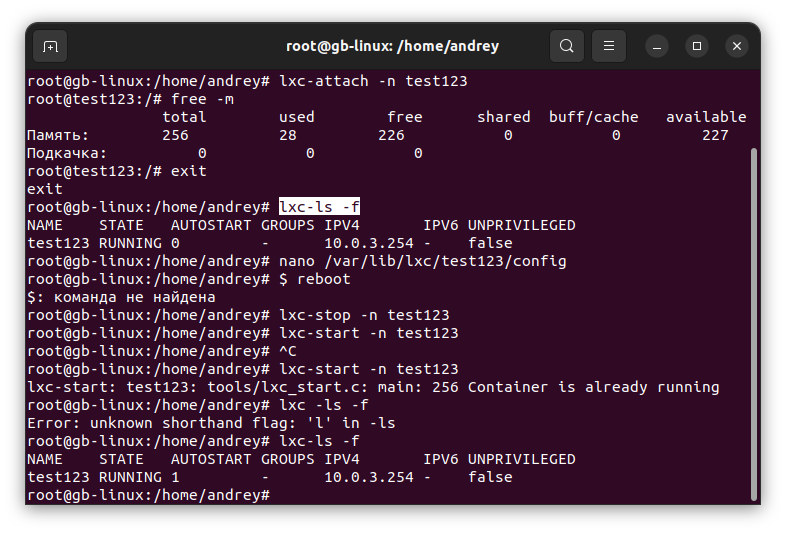 root@gb-linux: /home/andrey
root@gb-linux:/home/andrey# lxc-attach -n test123
root@test123:/# free -m
total used free shared buff/cache available
Память: 256 28 226 0 0 227
Подкачка: 0 0 0
root@test123:/# exit
exit
root@gb-linux:/home/andrey# lxc-ls -f
NAME STATE AUTOSTART GROUPS IPV4 IPV6 UNPRIVILEGED
test123 RUNNING 0 - 10.0.3.254 - false
root@gb-linux:/home/andrey# nano /var/lib/lxc/test123/config
root@gb-linux:/home/andrey# $ reboot
$: команда не найдена
root@gb-linux:/home/andrey# lxc-stop -n test123
root@gb-linux:/home/andrey# lxc-start -n test123
root@gb-linux:/home/andrey# ^C
root@gb-linux:/home/andrey# lxc-start -n test123
lxc-start: test123: tools/lxc_start.c: main: 256 Container is already running
root@gb-linux:/home/andrey# lxc -ls -f
Error: unknown shorthand flag: 'l' in -ls
root@gb-linux:/home/andrey# lxc-ls -f
NAME STATE AUTOSTART GROUPS IPV4 IPV6 UNPRIVILEGED
test123 RUNNING 1 - 10.0.3.254 - false
root@gb-linux:/home/andrey#